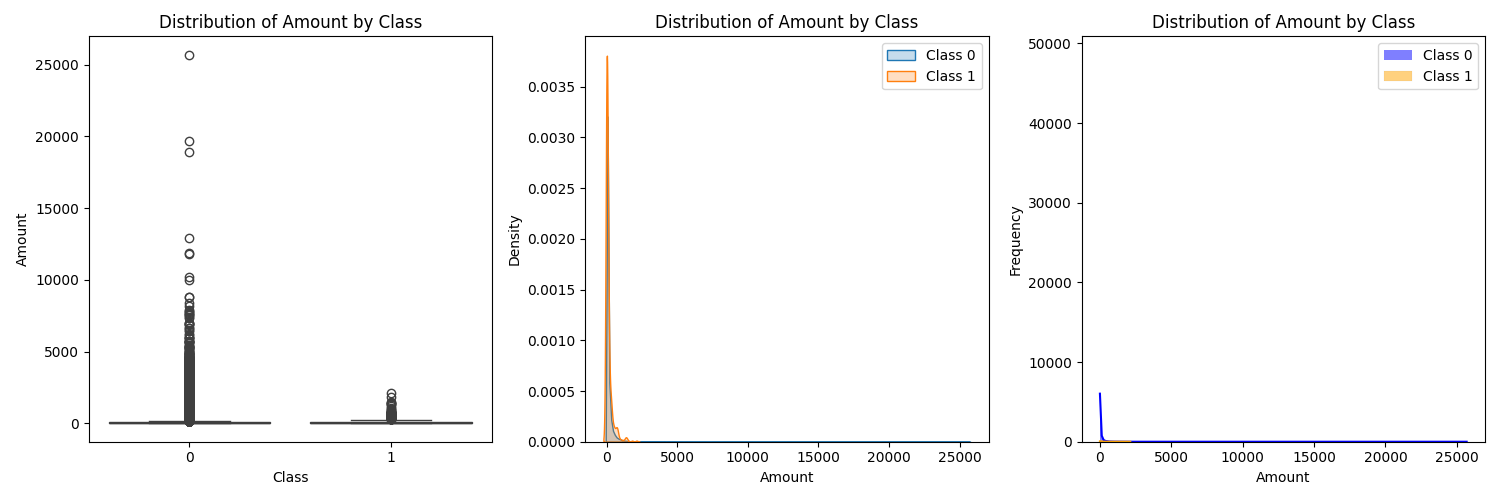 Distribution of Amount by Class
25000
20000
15000
10000
5000
0
Amount
0 1
Class
Distribution of Amount by Class
Class 0
Class 1
0.0035
0.0030
0.0025
0.0020
0.0015
0.0010
0.0005
0.0000
Density
0 5000 10000 15000 20000 25000
Amount
Distribution of Amount by Class
Class 0
Class 1
50000
40000
30000
20000
10000
0
Frequency
0 5000 10000 15000 20000 25000
Amount